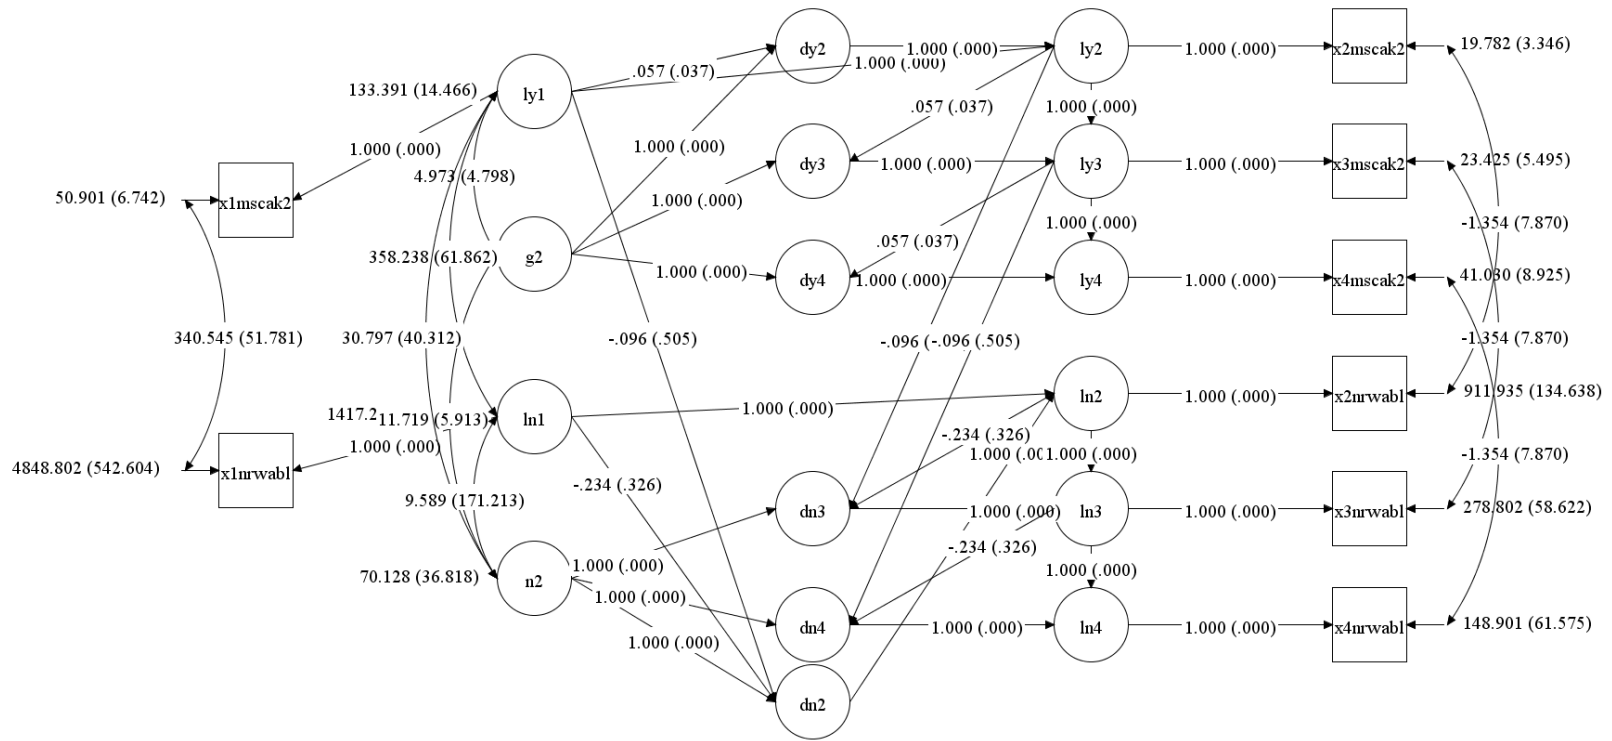 dy2
ly2
x2mscak2
1.000 (.000)
1.000 (.000)
19.782 (3.346)
1.000 (.000)
.057 (.037)
133.391 (14.466)
ly1
.057 (.037)
1.000 (.000)
1.000 (.000)
1.000 (.000)
dy3
1.000 (.000)
ly3
1.000 (.000)
x3mscak2
23.425 (5.495)
4.973 (4.798)
50.901 (6.742)
x1mscak2
1.000 (.000)
1.000 (.000)
-1.354 (7.870)
.057 (.037)
358.238 (61.862)
g2
1.000 (.000)
dy4
1.000 (.000)
ly4
1.000 (.000)
x4mscak2
41.030 (8.925)
340.545 (51.781)
30.797 (40.312)
-.096 (.505)
-.096 (
-.096 (.505)
-1.354 (7.870)
ln2
1.000 (.000)
x2nrwabl
911.935 (134.638)
1417.2
11.719 (5.913)
ln1
1.000 (.000)
-.234 (.326)
1.000 (.000)
1.000 (.00
1.000 (.000)
-1.354 (7.870)
4848.802 (542.604)
x1nrwabl
-.234 (.326)
9.589 (171.213)
dn3
1.000 (.000)
ln3
1.000 (.000)
x3nrwabl
278.802 (58.622)
-.234 (.326)
1.000 (.000)
1.000 (.000)
70.128 (36.818)
n2
1.000 (.000)
dn4
1.000 (.000)
ln4
1.000 (.000)
x4nrwabl
148.901 (61.575)
1.000 (.000)
dn2